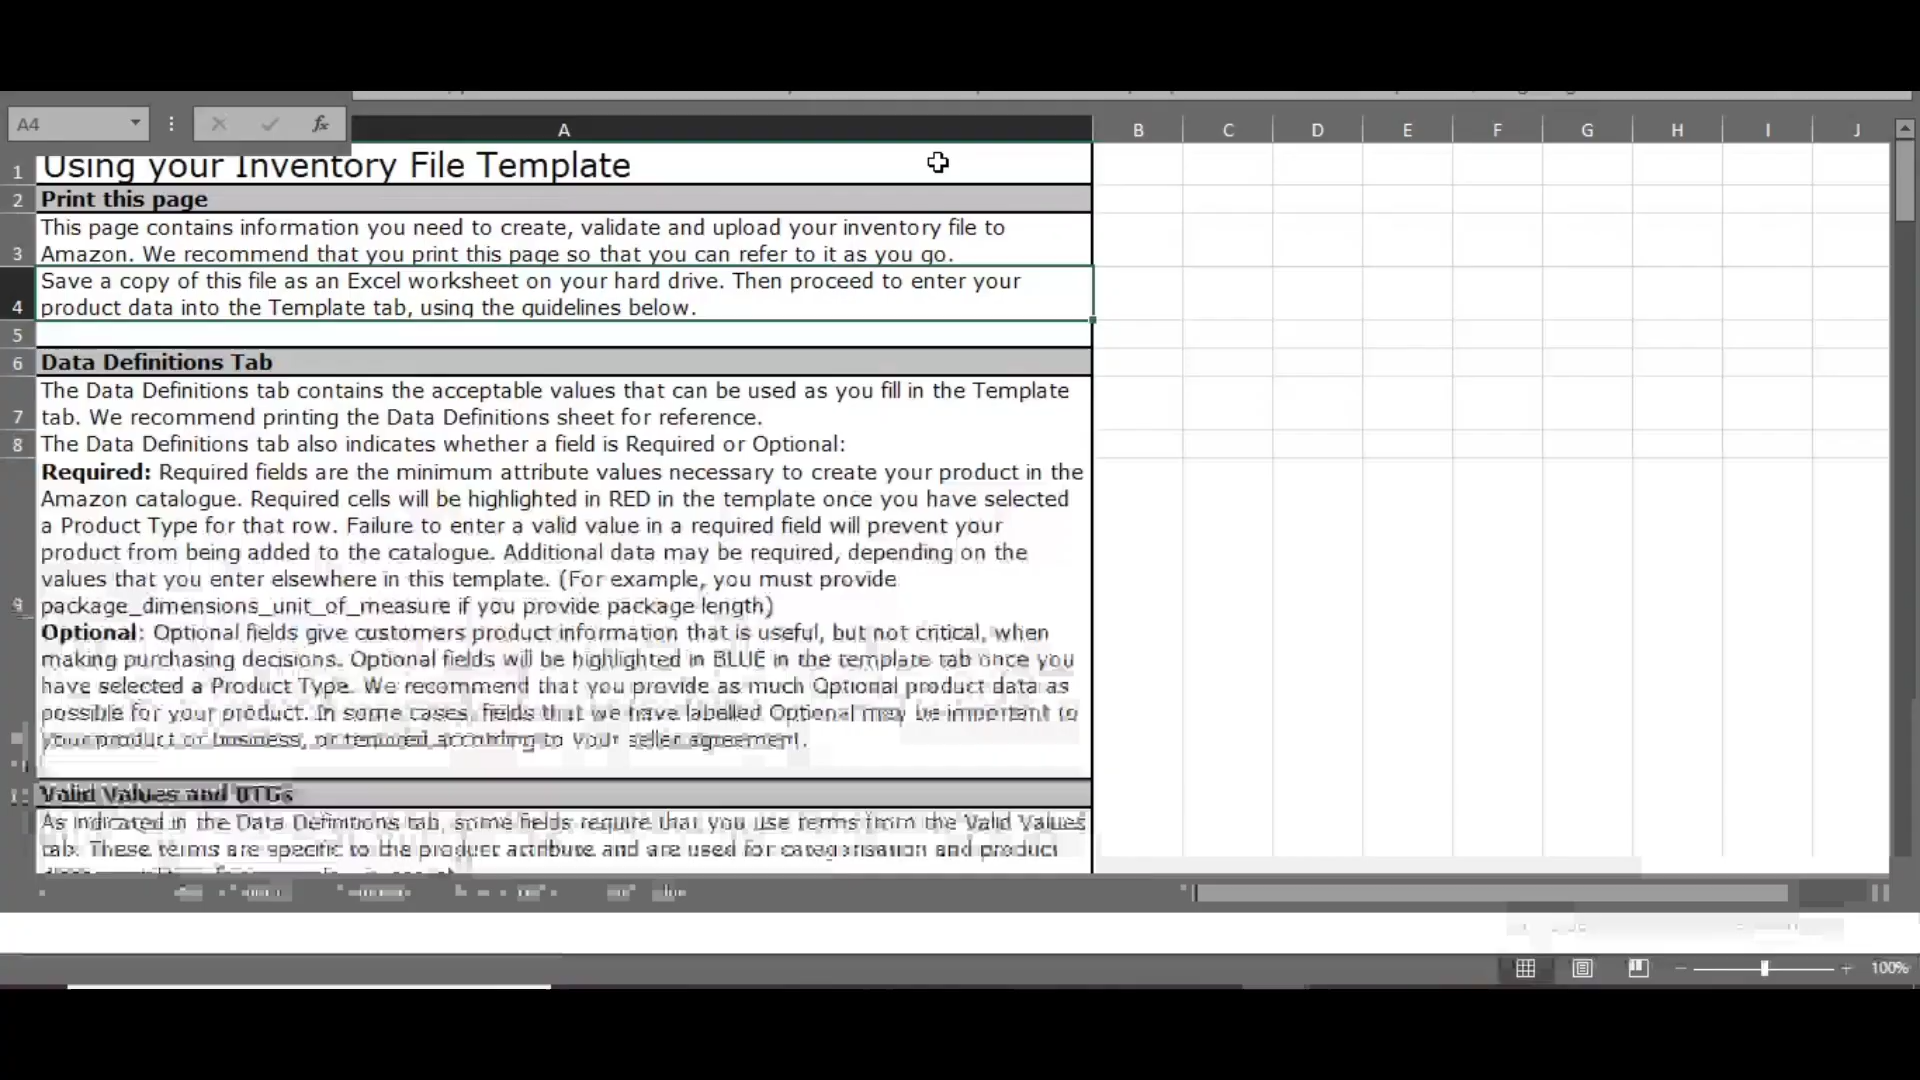 A4
fx
A B C D E F G H I J
1 Using your Inventory File Template
2 Print this page
This page contains information you need to create, validate and upload your inventory file to
3 Amazon. We recommend that you print this page so that you can refer to it as you go.
Save a copy of this file as an Excel worksheet on your hard drive. Then proceed to enter your
4 product data into the Template tab, using the guidelines below.
5
6 Data Definitions Tab
The Data Definitions tab contains the acceptable values that can be used as you fill in the Template
7 tab. We recommend printing the Data Definitions sheet for reference.
8 The Data Definitions tab also indicates whether a field is Required or Optional:
Required: Required fields are the minimum attribute values necessary to create your product in the
Amazon catalogue. Required cells will be highlighted in RED in the template once you have selected
a Product Type for that row. Failure to enter a valid value in a required field will prevent your
product from being added to the catalogue. Additional data may be required, depending on the
values that you enter elsewhere in this template. (For example, you must provide
9 package_dimensions_unit_of_measure if you provide package length)
Optional: Optional fields give customers product information that is useful, but not critical, when
making purchasing decisions. Optional fields will be highlighted in BLUE in the template tab once you
have selected a Product Type. We recommend that you provide as much Optional product data as
possible for your product. In some cases, fields that we have labelled Optional may be important to
your product or business, or required according to your seller agreement.
Valid Values and BTGs
As indicated in the Data Definitions tab, some fields require that you use terms from the Valid Values
tab. These terms are specific to the product attribute and are used for categorisation and product
100%